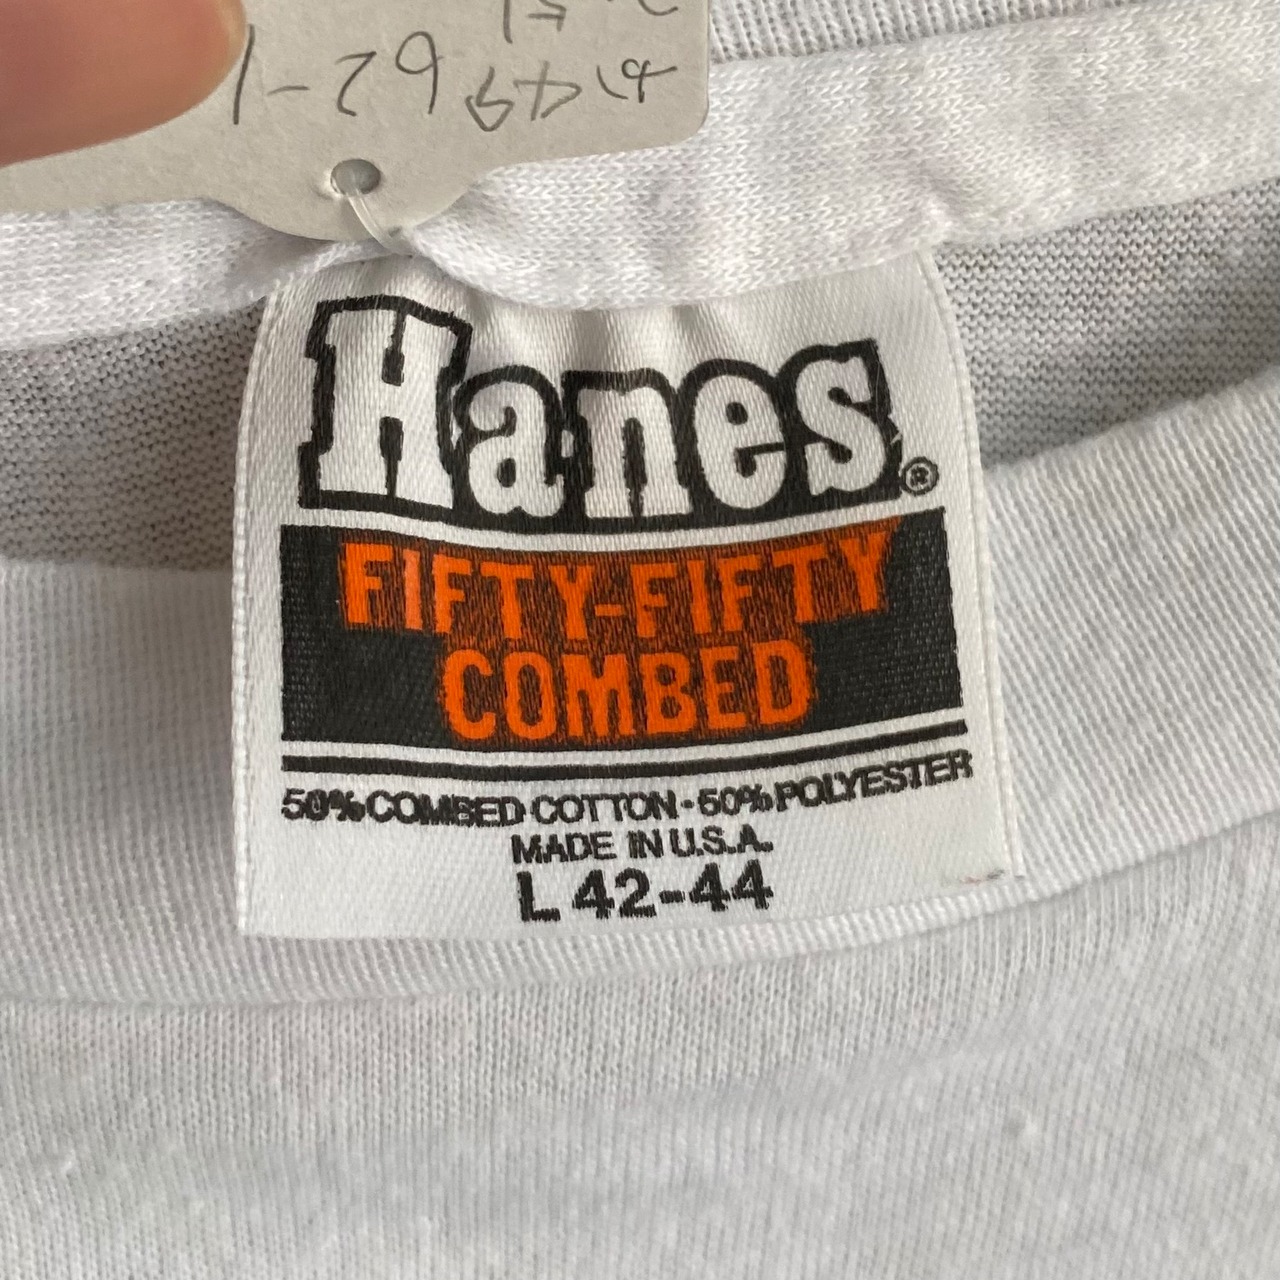 Hanes®
FIFTY-FIFTY
COMBED
50% COMBED COTTON · 50% POLYESTER
MADE IN U.S.A.
L 42-44